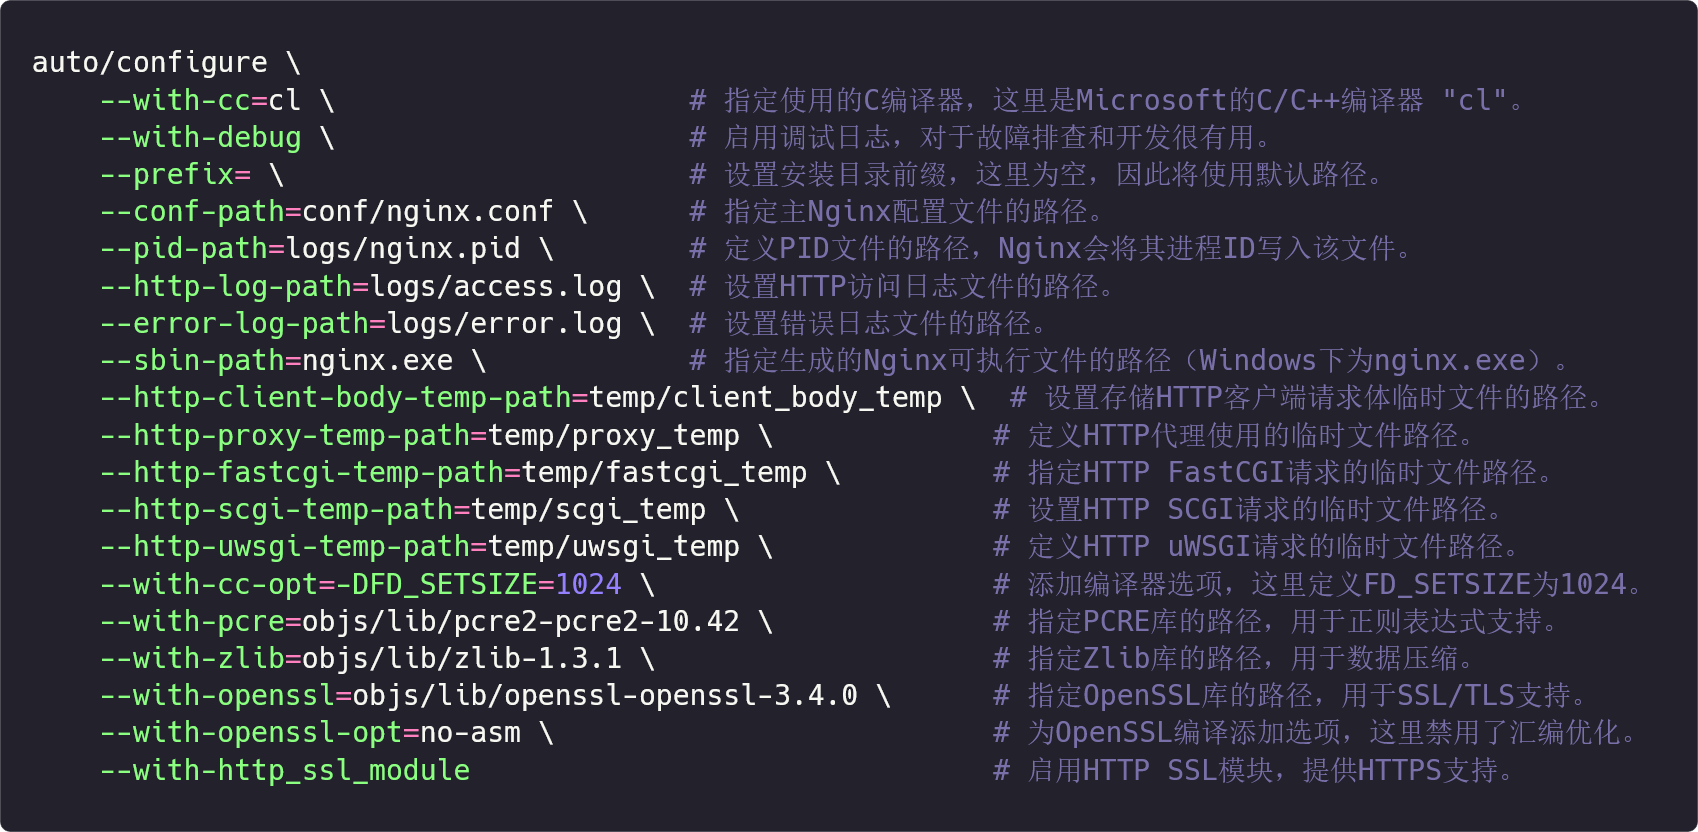 auto/configure \
    --with-cc=cl \                     # 指定使用的C编译器，这里是Microsoft的C/C++编译器 "cl"。
    --with-debug \                     # 启用调试日志，对于故障排查和开发很有用。
    --prefix= \                        # 设置安装目录前缀，这里为空，因此将使用默认路径。
    --conf-path=conf/nginx.conf \      # 指定主Nginx配置文件的路径。
    --pid-path=logs/nginx.pid \        # 定义PID文件的路径，Nginx会将其进程ID写入该文件。
    --http-log-path=logs/access.log \  # 设置HTTP访问日志文件的路径。
    --error-log-path=logs/error.log \  # 设置错误日志文件的路径。
    --sbin-path=nginx.exe \            # 指定生成的Nginx可执行文件的路径（Windows下为nginx.exe）。
    --http-client-body-temp-path=temp/client_body_temp \  # 设置存储HTTP客户端请求体临时文件的路径。
    --http-proxy-temp-path=temp/proxy_temp \             # 定义HTTP代理使用的临时文件路径。
    --http-fastcgi-temp-path=temp/fastcgi_temp \         # 指定HTTP FastCGI请求的临时文件路径。
    --http-scgi-temp-path=temp/scgi_temp \               # 设置HTTP SCGI请求的临时文件路径。
    --http-uwsgi-temp-path=temp/uwsgi_temp \             # 定义HTTP uWSGI请求的临时文件路径。
    --with-cc-opt=-DFD_SETSIZE=1024 \                    # 添加编译器选项，这里定义FD_SETSIZE为1024。
    --with-pcre=objs/lib/pcre2-pcre2-10.42 \             # 指定PCRE库的路径，用于正则表达式支持。
    --with-zlib=objs/lib/zlib-1.3.1 \                    # 指定Zlib库的路径，用于数据压缩。
    --with-openssl=objs/lib/openssl-openssl-3.4.0 \      # 指定OpenSSL库的路径，用于SSL/TLS支持。
    --with-openssl-opt=no-asm \                          # 为OpenSSL编译添加选项，这里禁用了汇编优化。
    --with-http_ssl_module                               # 启用HTTP SSL模块，提供HTTPS支持。